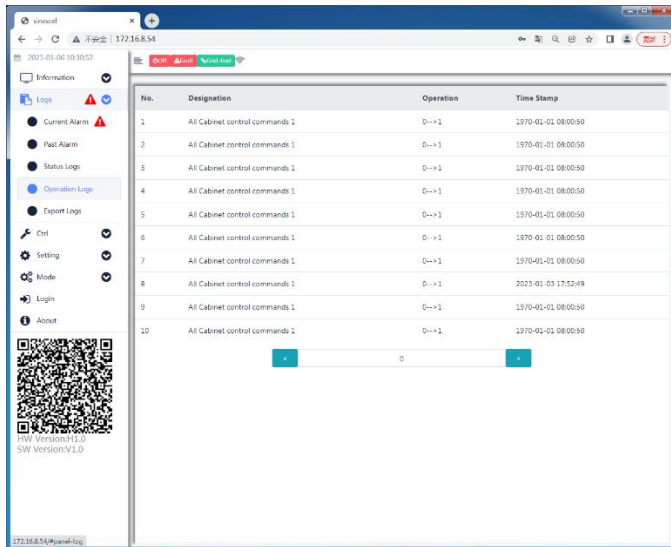 sinexcel
不安全 | 172.16.8.54
2023-01-06 10:30:52
Off Fault Grid-tied
Information
Logs
Current Alarm
Past Alarm
Status Logs
Operation Logs
Export Logs
Ctrl
Setting
Mode
Login
About
HW Version:H1.0
SW Version:V1.0
No. Designation Operation Time Stamp
1 All Cabinet control commands 1 0-->1 1970-01-01 08:00:50
2 All Cabinet control commands 1 0-->1 1970-01-01 08:00:50
3 All Cabinet control commands 1 0-->1 1970-01-01 08:00:50
4 All Cabinet control commands 1 0-->1 1970-01-01 08:00:50
5 All Cabinet control commands 1 0-->1 1970-01-01 08:00:50
6 All Cabinet control commands 1 0-->1 1970-01-01 08:00:50
7 All Cabinet control commands 1 0-->1 1970-01-01 08:00:50
8 All Cabinet control commands 1 0-->1 2023-01-03 17:52:49
9 All Cabinet control commands 1 0-->1 1970-01-01 08:00:50
10 All Cabinet control commands 1 0-->1 1970-01-01 08:00:50
< 0 >
172.16.8.54/#panel-log